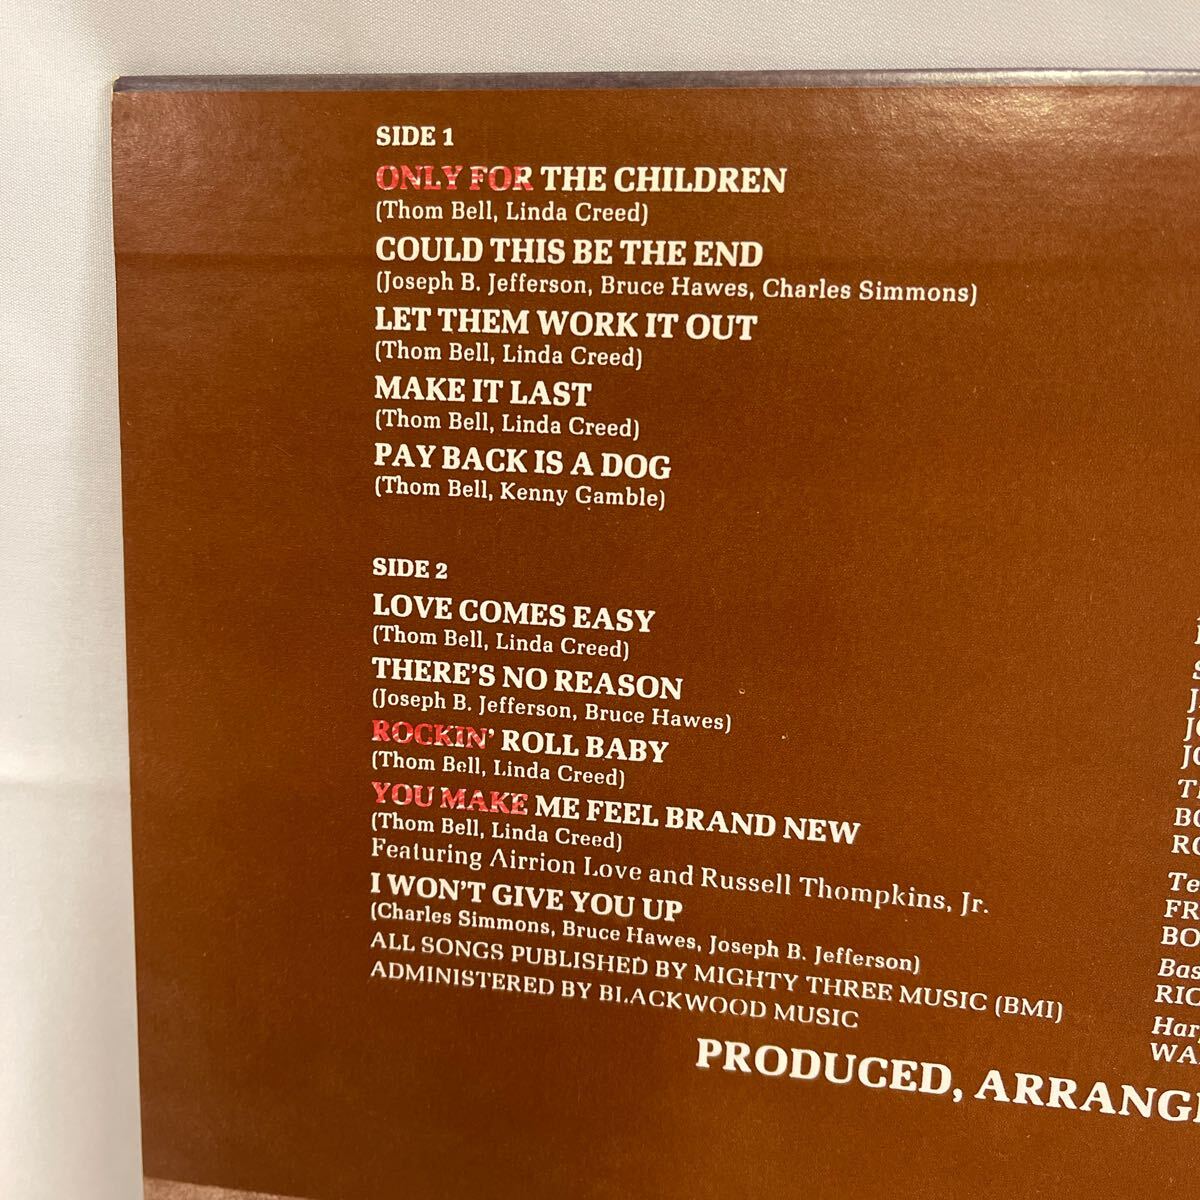 SIDE 1
ONLY FOR THE CHILDREN
(Thom Bell, Linda Creed)
COULD THIS BE THE END
(Joseph B. Jefferson, Bruce Hawes, Charles Simmons)
LET THEM WORK IT OUT
(Thom Bell, Linda Creed)
MAKE IT LAST
(Thom Bell, Linda Creed)
PAY BACK IS A DOG
(Thom Bell, Kenny Gamble)
SIDE 2
LOVE COMES EASY
(Thom Bell, Linda Creed)
THERE'S NO REASON
(Joseph B. Jefferson, Bruce Hawes)
ROCKIN' ROLL BABY
(Thom Bell, Linda Creed)
YOU MAKE ME FEEL BRAND NEW
(Thom Bell, Linda Creed)
Featuring Airrion Love and Russell Thompkins, Jr.
I WON'T GIVE YOU UP
(Charles Simmons, Bruce Hawes, Joseph B. Jefferson)
ALL SONGS PUBLISHED BY MIGHTY THREE MUSIC (BMI)
ADMINISTERED BY BLACKWOOD MUSIC
PRODUCED,